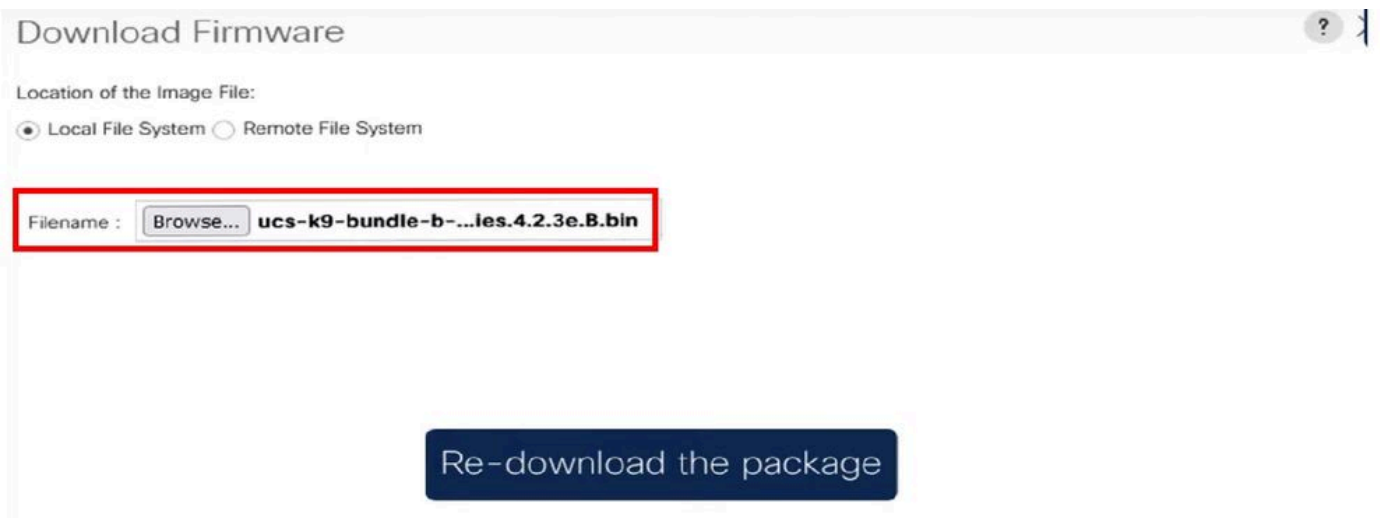 Download Firmware ?
Location of the Image File:
Local File System Remote File System
Filename : Browse... ucs-k9-bundle-b-...ies.4.2.3e.B.bin
Re-download the package